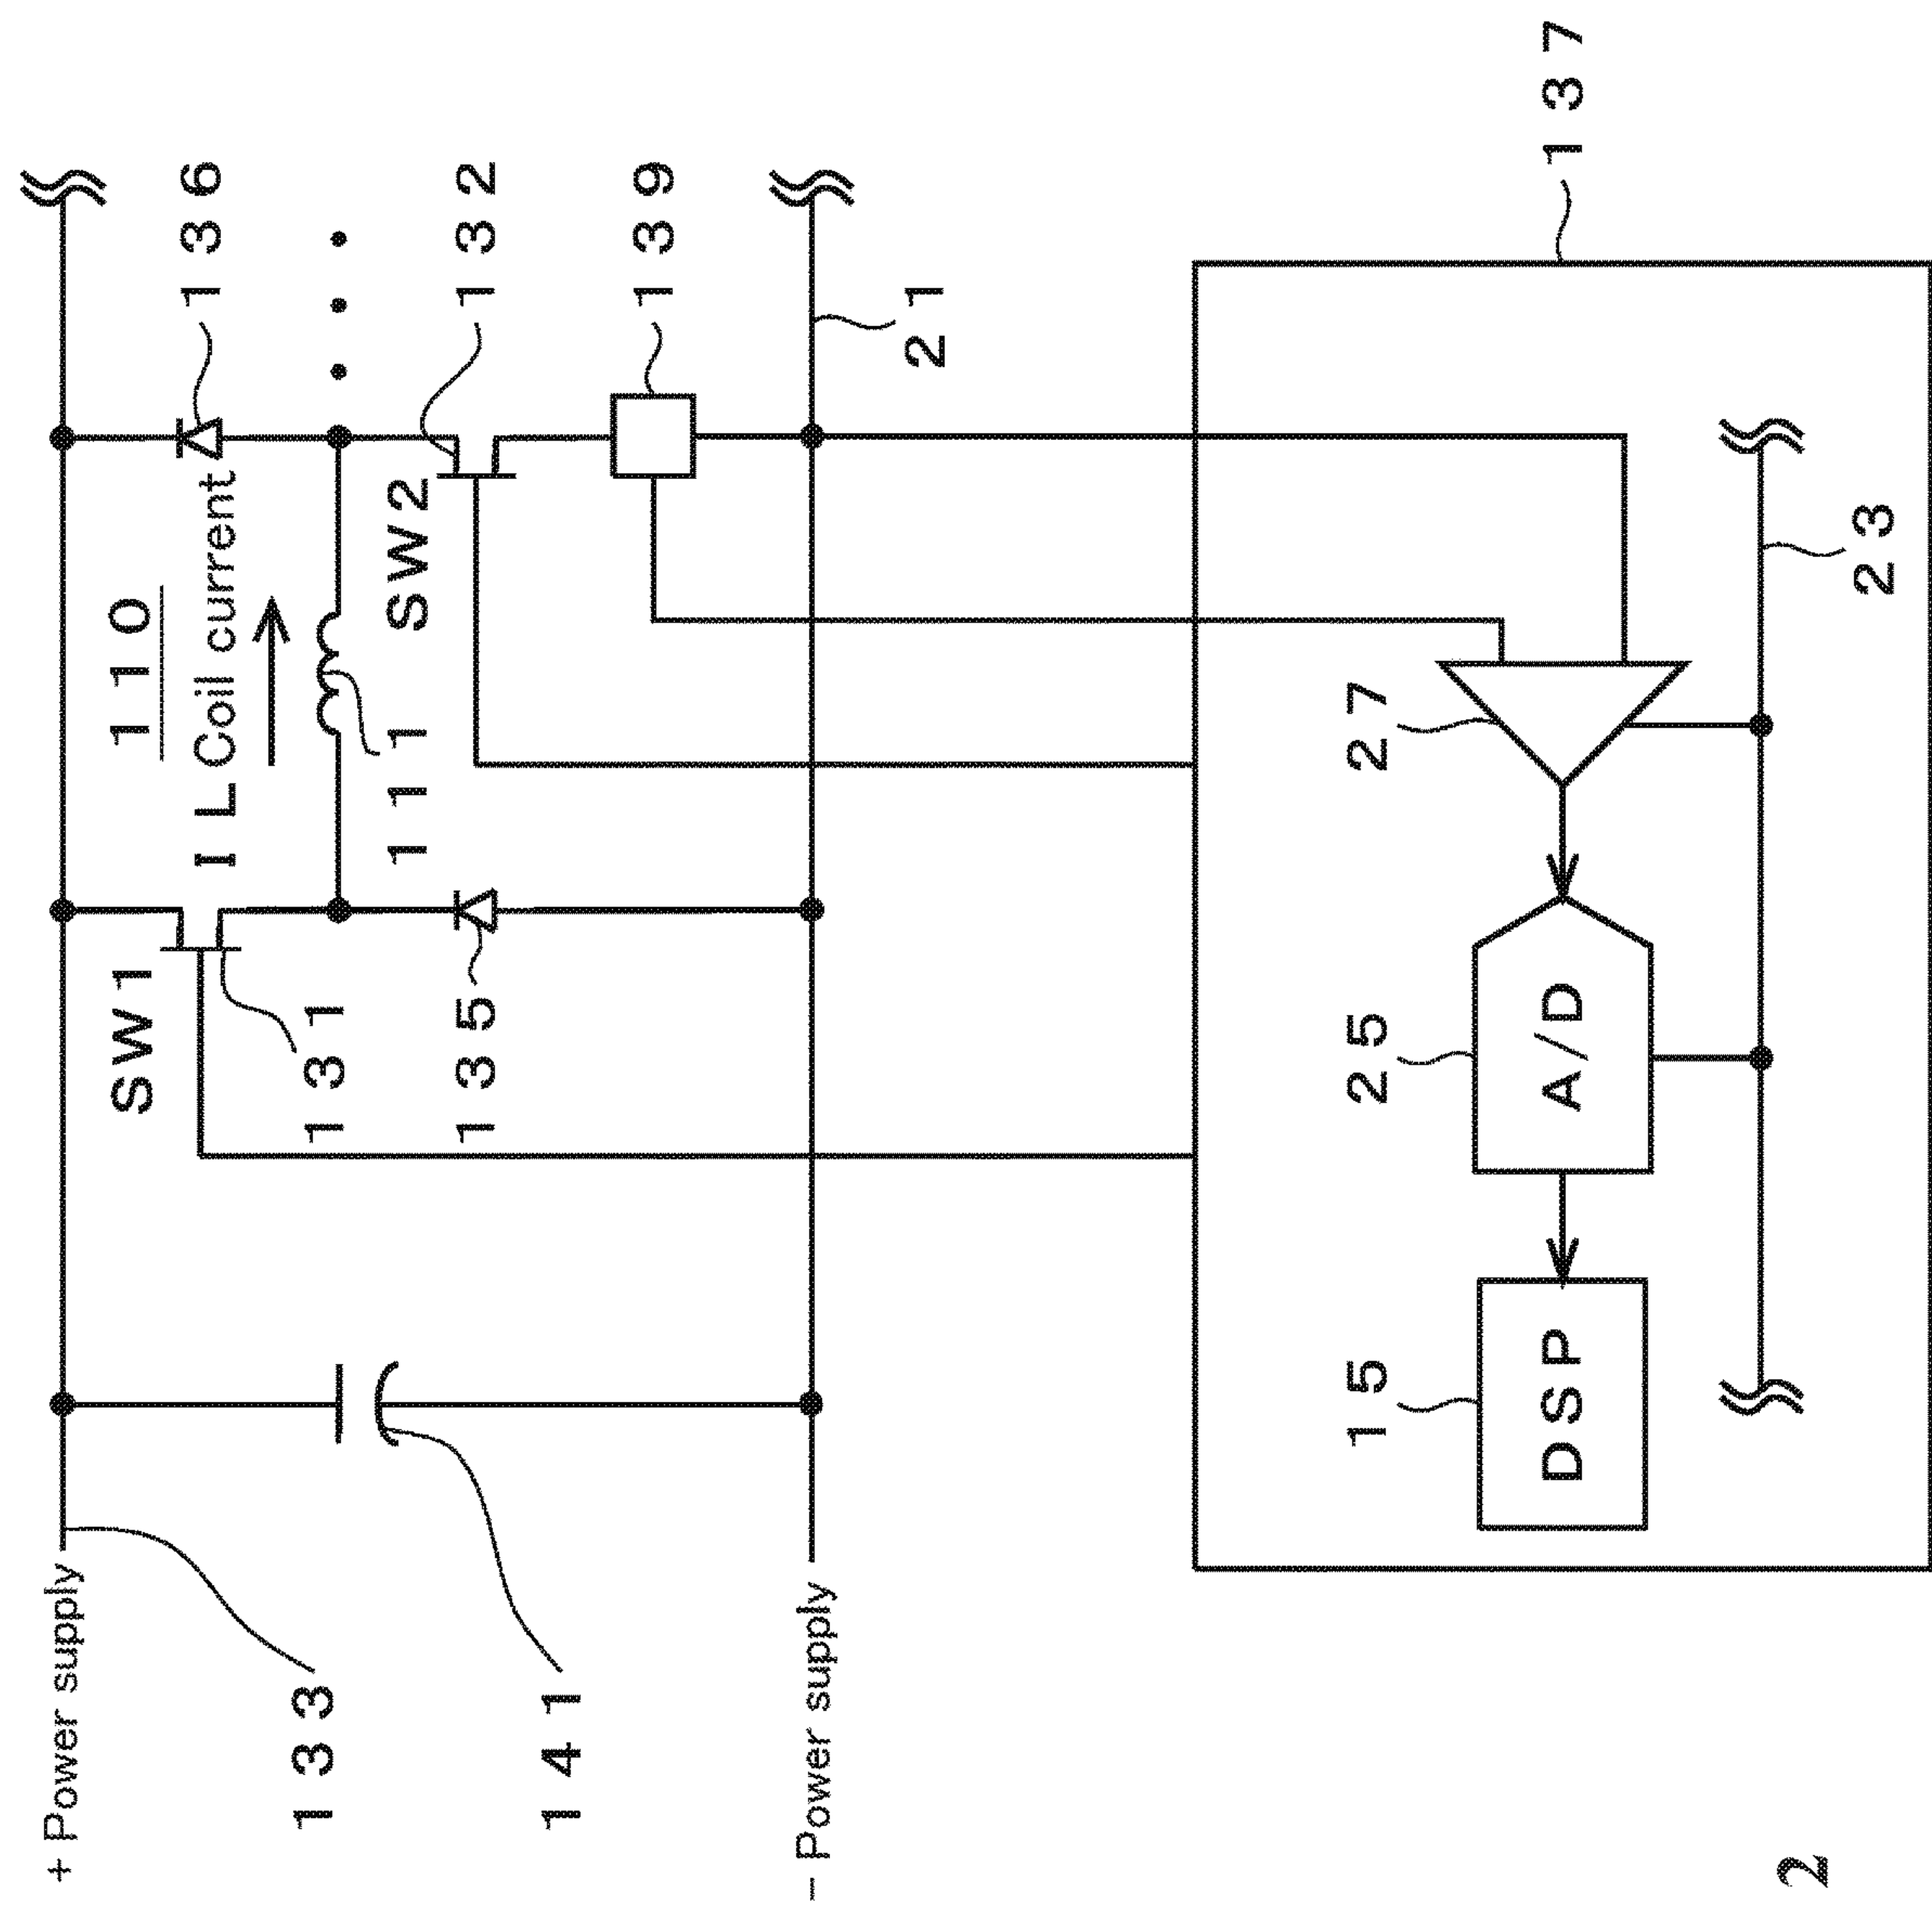 + Power supply
SW1
110
IL Coil current
136
133
131
111
SW2
135
132
141
139
− Power supply
21
15
25
27
DSP
A/D
137
2
23